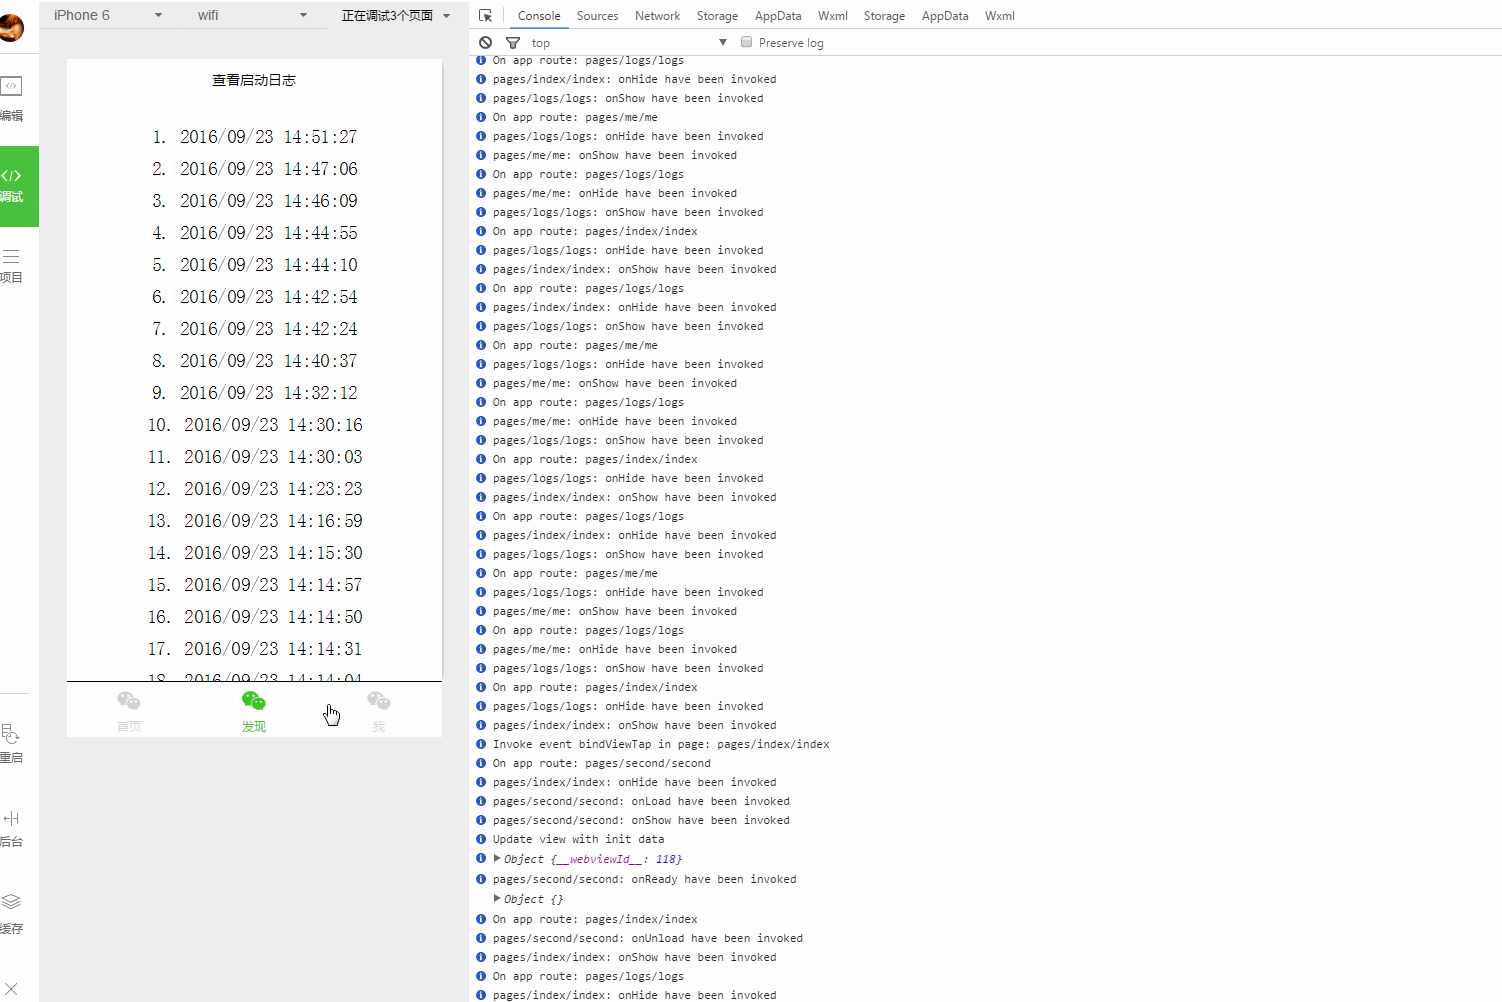 iPhone 6
wifi
正在调试3个页面
编辑
调试
项目
重启
后台
缓存
查看启动日志
1. 2016/09/23 14:51:27
2. 2016/09/23 14:47:06
3. 2016/09/23 14:46:09
4. 2016/09/23 14:44:55
5. 2016/09/23 14:44:10
6. 2016/09/23 14:42:54
7. 2016/09/23 14:42:24
8. 2016/09/23 14:40:37
9. 2016/09/23 14:32:12
10. 2016/09/23 14:30:16
11. 2016/09/23 14:30:03
12. 2016/09/23 14:23:23
13. 2016/09/23 14:16:59
14. 2016/09/23 14:15:30
15. 2016/09/23 14:14:57
16. 2016/09/23 14:14:50
17. 2016/09/23 14:14:31
18. 2016/09/23 14:14:04
首页
发现
我
Console Sources Network Storage AppData Wxml Storage AppData Wxml
top
Preserve log
On app route: pages/logs/logs
pages/index/index: onHide have been invoked
pages/logs/logs: onShow have been invoked
On app route: pages/me/me
pages/logs/logs: onHide have been invoked
pages/me/me: onShow have been invoked
On app route: pages/logs/logs
pages/me/me: onHide have been invoked
pages/logs/logs: onShow have been invoked
On app route: pages/index/index
pages/logs/logs: onHide have been invoked
pages/index/index: onShow have been invoked
On app route: pages/logs/logs
pages/index/index: onHide have been invoked
pages/logs/logs: onShow have been invoked
On app route: pages/me/me
pages/logs/logs: onHide have been invoked
pages/me/me: onShow have been invoked
On app route: pages/logs/logs
pages/me/me: onHide have been invoked
pages/logs/logs: onShow have been invoked
On app route: pages/index/index
pages/logs/logs: onHide have been invoked
pages/index/index: onShow have been invoked
On app route: pages/logs/logs
pages/index/index: onHide have been invoked
pages/logs/logs: onShow have been invoked
On app route: pages/me/me
pages/logs/logs: onHide have been invoked
pages/me/me: onShow have been invoked
On app route: pages/logs/logs
pages/me/me: onHide have been invoked
pages/logs/logs: onShow have been invoked
On app route: pages/index/index
pages/logs/logs: onHide have been invoked
pages/index/index: onShow have been invoked
Invoke event bindViewTap in page: pages/index/index
On app route: pages/second/second
pages/index/index: onHide have been invoked
pages/second/second: onLoad have been invoked
pages/second/second: onShow have been invoked
Update view with init data
Object {__webviewId__: 118}
pages/second/second: onReady have been invoked
Object {}
On app route: pages/index/index
pages/second/second: onUnload have been invoked
pages/index/index: onShow have been invoked
On app route: pages/logs/logs
pages/index/index: onHide have been invoked